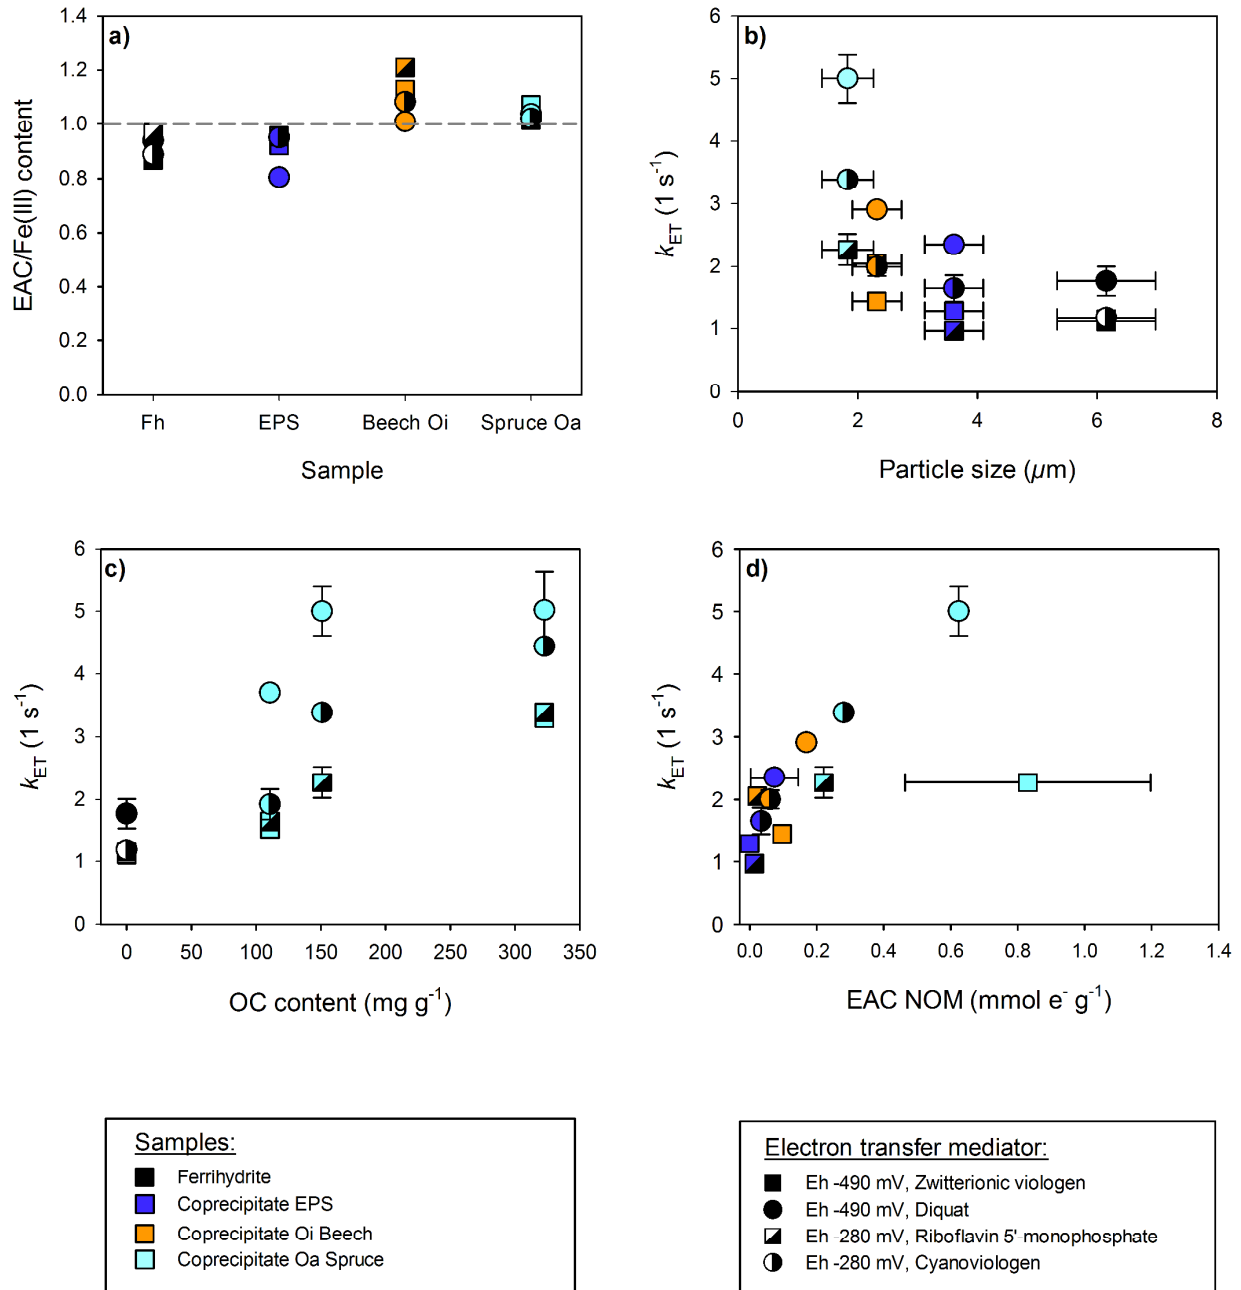 a)
1.4
1.2
1.0
0.8
0.6
0.4
0.2
0.0
EAC/Fe(III) content
Fh EPS Beech Oi Spruce Oa
Sample
b)
6
5
4
3
2
1
0
k_ET (1 s⁻¹)
0 2 4 6 8
Particle size (µm)
c)
6
5
4
3
2
1
0
k_ET (1 s⁻¹)
0 50 100 150 200 250 300 350
OC content (mg g⁻¹)
d)
6
5
4
3
2
1
0
k_ET (1 s⁻¹)
0.0 0.2 0.4 0.6 0.8 1.0 1.2 1.4
EAC NOM (mmol e⁻ g⁻¹)
Samples:
Ferrihydrite
Coprecipitate EPS
Coprecipitate Oi Beech
Coprecipitate Oa Spruce
Electron transfer mediator:
Eh -490 mV, Zwitterionic viologen
Eh -490 mV, Diquat
Eh -280 mV, Riboflavin 5'-monophosphate
Eh -280 mV, Cyanoviologen